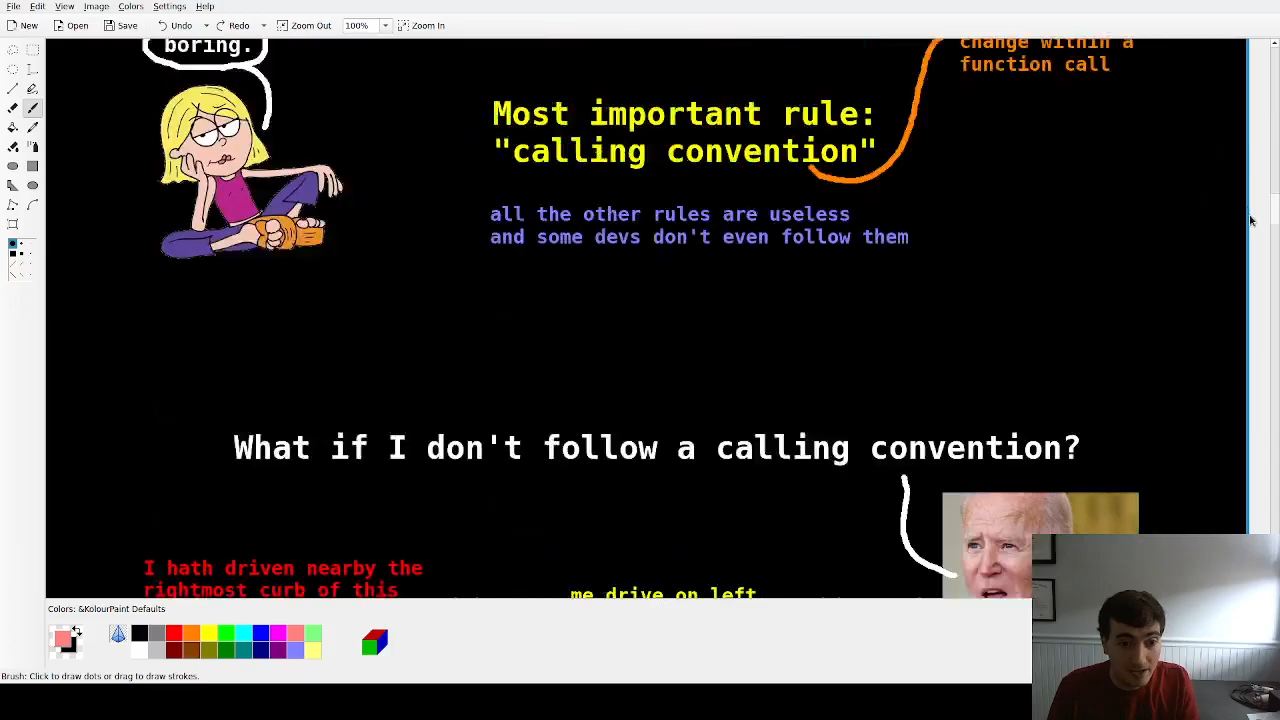 File Edit View Image Colors Settings Help
New Open Save Undo Redo Zoom Out 100% Zoom In
boring.
change within a
function call
Most important rule:
"calling convention"
all the other rules are useless
and some devs don't even follow them
What if I don't follow a calling convention?
I hath driven nearby the
rightmost curb of this
me drive on left
Colors: &KolourPaint Defaults
Brush: Click to draw dots or drag to draw strokes.